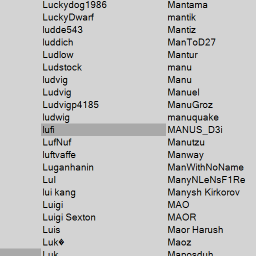 Luckydog1986 Mantama
LuckyDwarf mantik
ludde543 Mantiz
luddich ManToD27
Ludlow Mantur
Ludstock manu
ludvig Manu
Ludvig Manuel
Ludvigp4185 ManuGroz
ludwig manuquake
lufi MANUS_D3i
LufNuf Manutzu
luftvaffe Manway
Luganhanin ManWithNoName
Lul ManyNLeNsF1Re
lui kang Manysh Kirkorov
Luigi MAO
Luigi Sexton MAOR
Luis Maor Harush
Luk� Maoz
Luk Maposduh